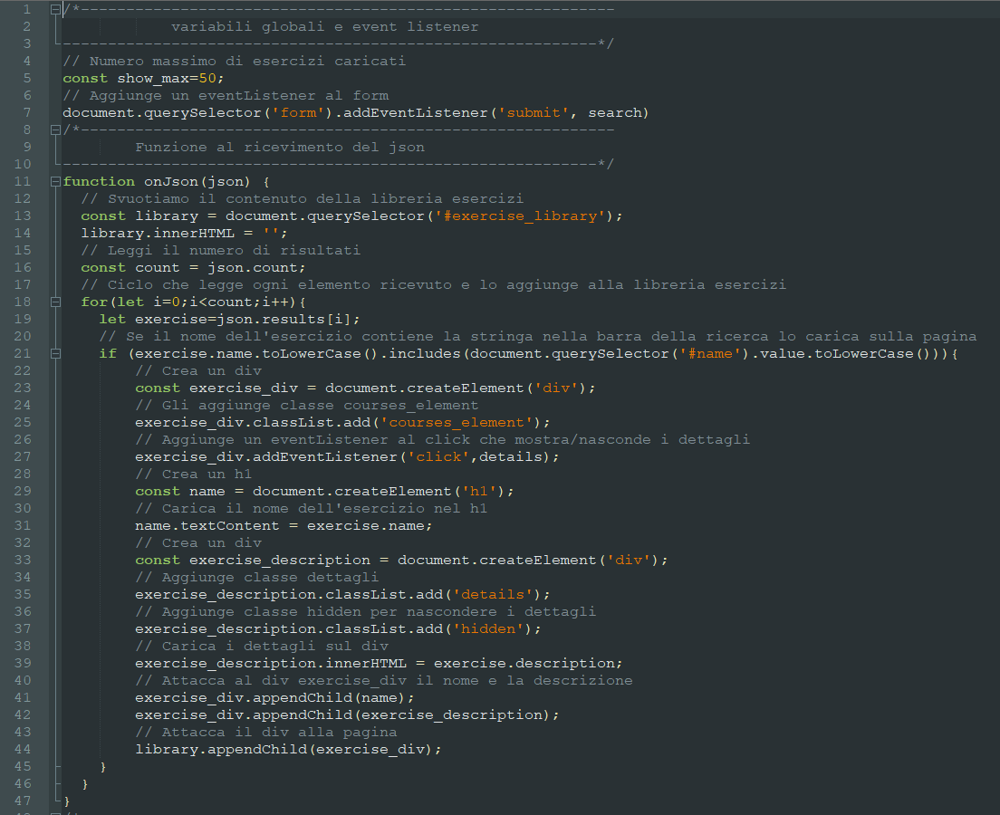 1 /*-----------------------------------------------------------
2 variabili globali e event listener
3 -----------------------------------------------------------*/
4 // Numero massimo di esercizi caricati
5 const show_max=50;
6 // Aggiunge un eventListener al form
7 document.querySelector('form').addEventListener('submit', search)
8 /*-----------------------------------------------------------
9 Funzione al ricevimento del json
10 -----------------------------------------------------------*/
11 function onJson(json) {
12 // Svuotiamo il contenuto della libreria esercizi
13 const library = document.querySelector('#exercise_library');
14 library.innerHTML = '';
15 // Leggi il numero di risultati
16 const count = json.count;
17 // Ciclo che legge ogni elemento ricevuto e lo aggiunge alla libreria esercizi
18 for(let i=0;i<count;i++){
19 let exercise=json.results[i];
20 // Se il nome dell'esercizio contiene la stringa nella barra della ricerca lo carica sulla pagina
21 if (exercise.name.toLowerCase().includes(document.querySelector('#name').value.toLowerCase())){
22 // Crea un div
23 const exercise_div = document.createElement('div');
24 // Gli aggiunge classe courses_element
25 exercise_div.classList.add('courses_element');
26 // Aggiunge un eventListener al click che mostra/nasconde i dettagli
27 exercise_div.addEventListener('click',details);
28 // Crea un h1
29 const name = document.createElement('h1');
30 // Carica il nome dell'esercizio nel h1
31 name.textContent = exercise.name;
32 // Crea un div
33 const exercise_description = document.createElement('div');
34 // Aggiunge classe dettagli
35 exercise_description.classList.add('details');
36 // Aggiunge classe hidden per nascondere i dettagli
37 exercise_description.classList.add('hidden');
38 // Carica i dettagli sul div
39 exercise_description.innerHTML = exercise.description;
40 // Attacca al div exercise_div il nome e la descrizione
41 exercise_div.appendChild(name);
42 exercise_div.appendChild(exercise_description);
43 // Attacca il div alla pagina
44 library.appendChild(exercise_div);
45 }
46 }
47 }